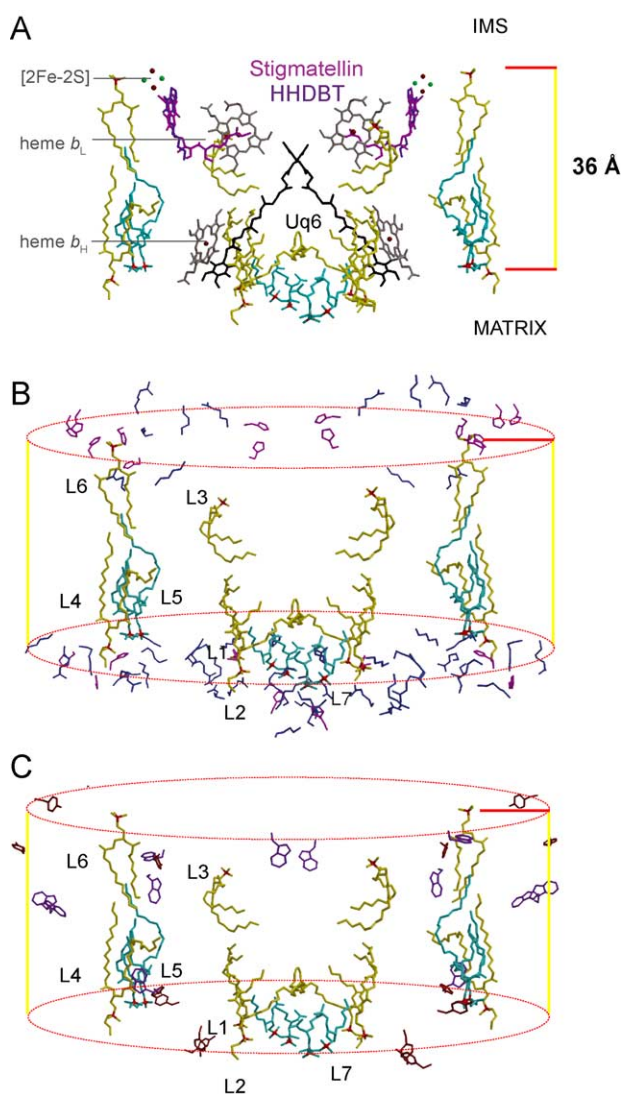 A
IMS
[2Fe-2S]
Stigmatellin
HHDBT
heme bL
36 Å
Uq6
heme bH
MATRIX
B
L6
L3
L4
L5
L1
L2
L7
C
L6
L3
L4
L5
L1
L2
L7